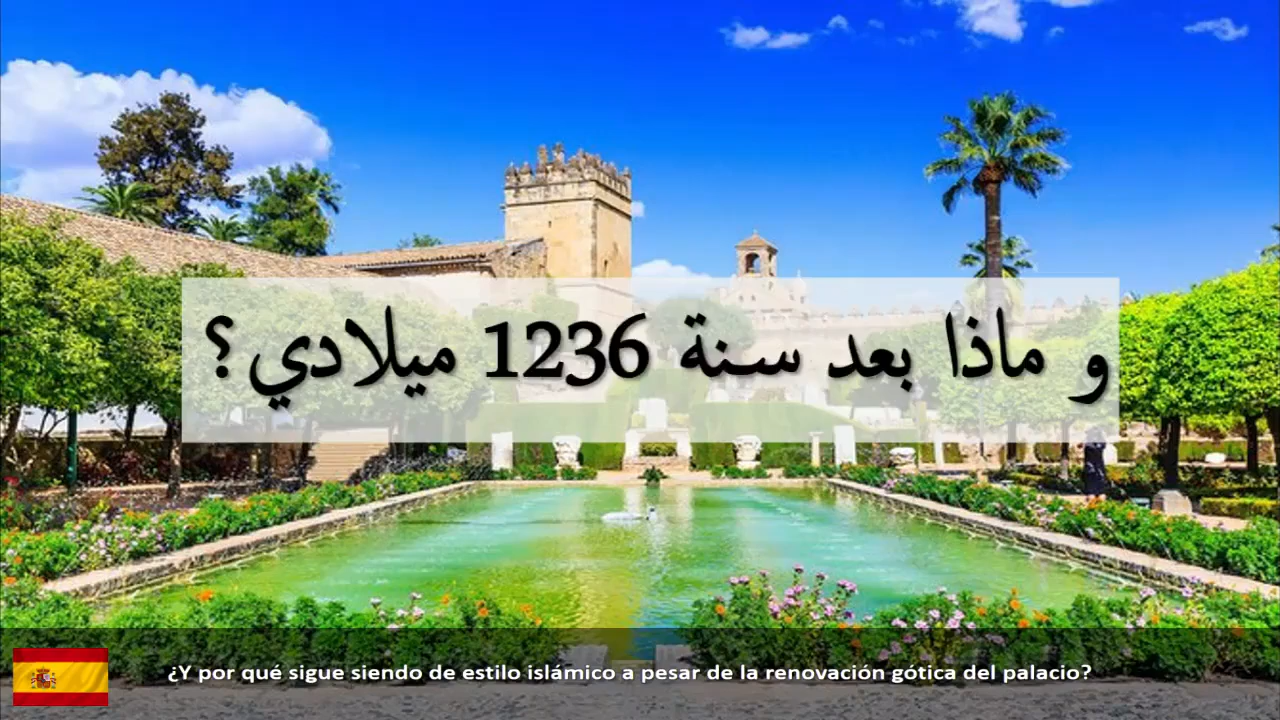 و ماذا بعد سنة 1236 ميلادي؟
¿Y por qué sigue siendo de estilo islámico a pesar de la renovación gótica del palacio?